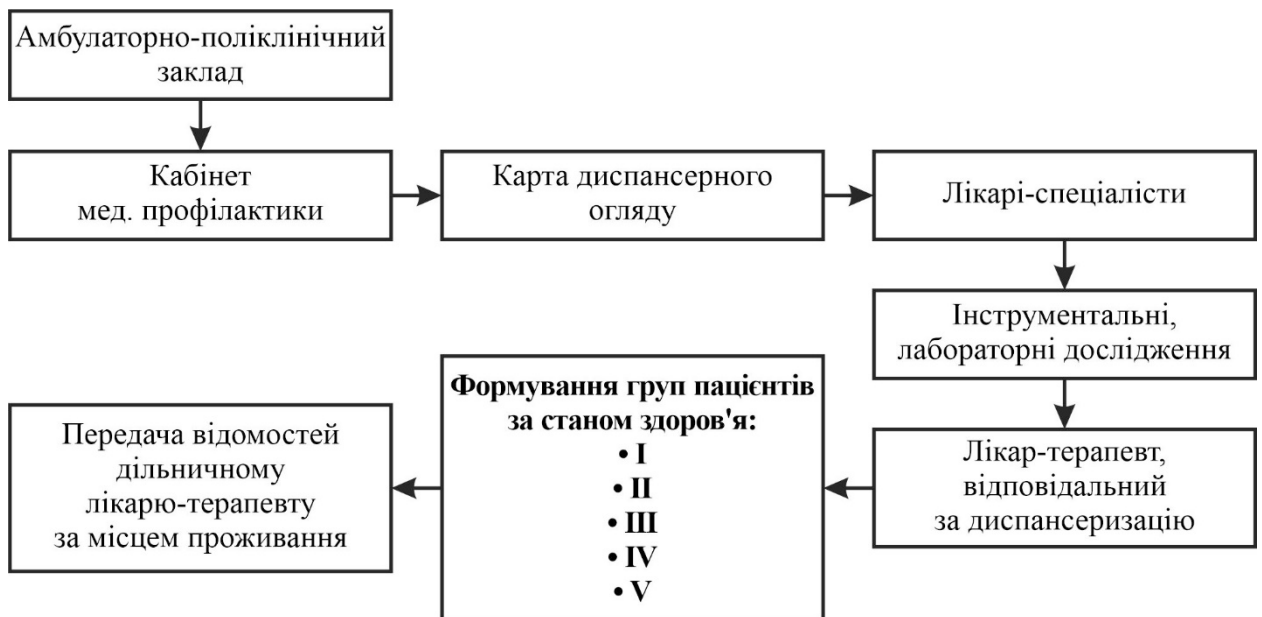 Амбулаторно-поліклінічний
заклад
Кабінет
мед. профілактики
Карта диспансерного
огляду
Лікарі-спеціалісти
Інструментальні,
лабораторні дослідження
Лікар-терапевт,
відповідальний
за диспансеризацію
Формування груп пацієнтів
за станом здоров'я:
• I
• II
• III
• IV
• V
Передача відомостей
дільничному
лікарю-терапевту
за місцем проживання